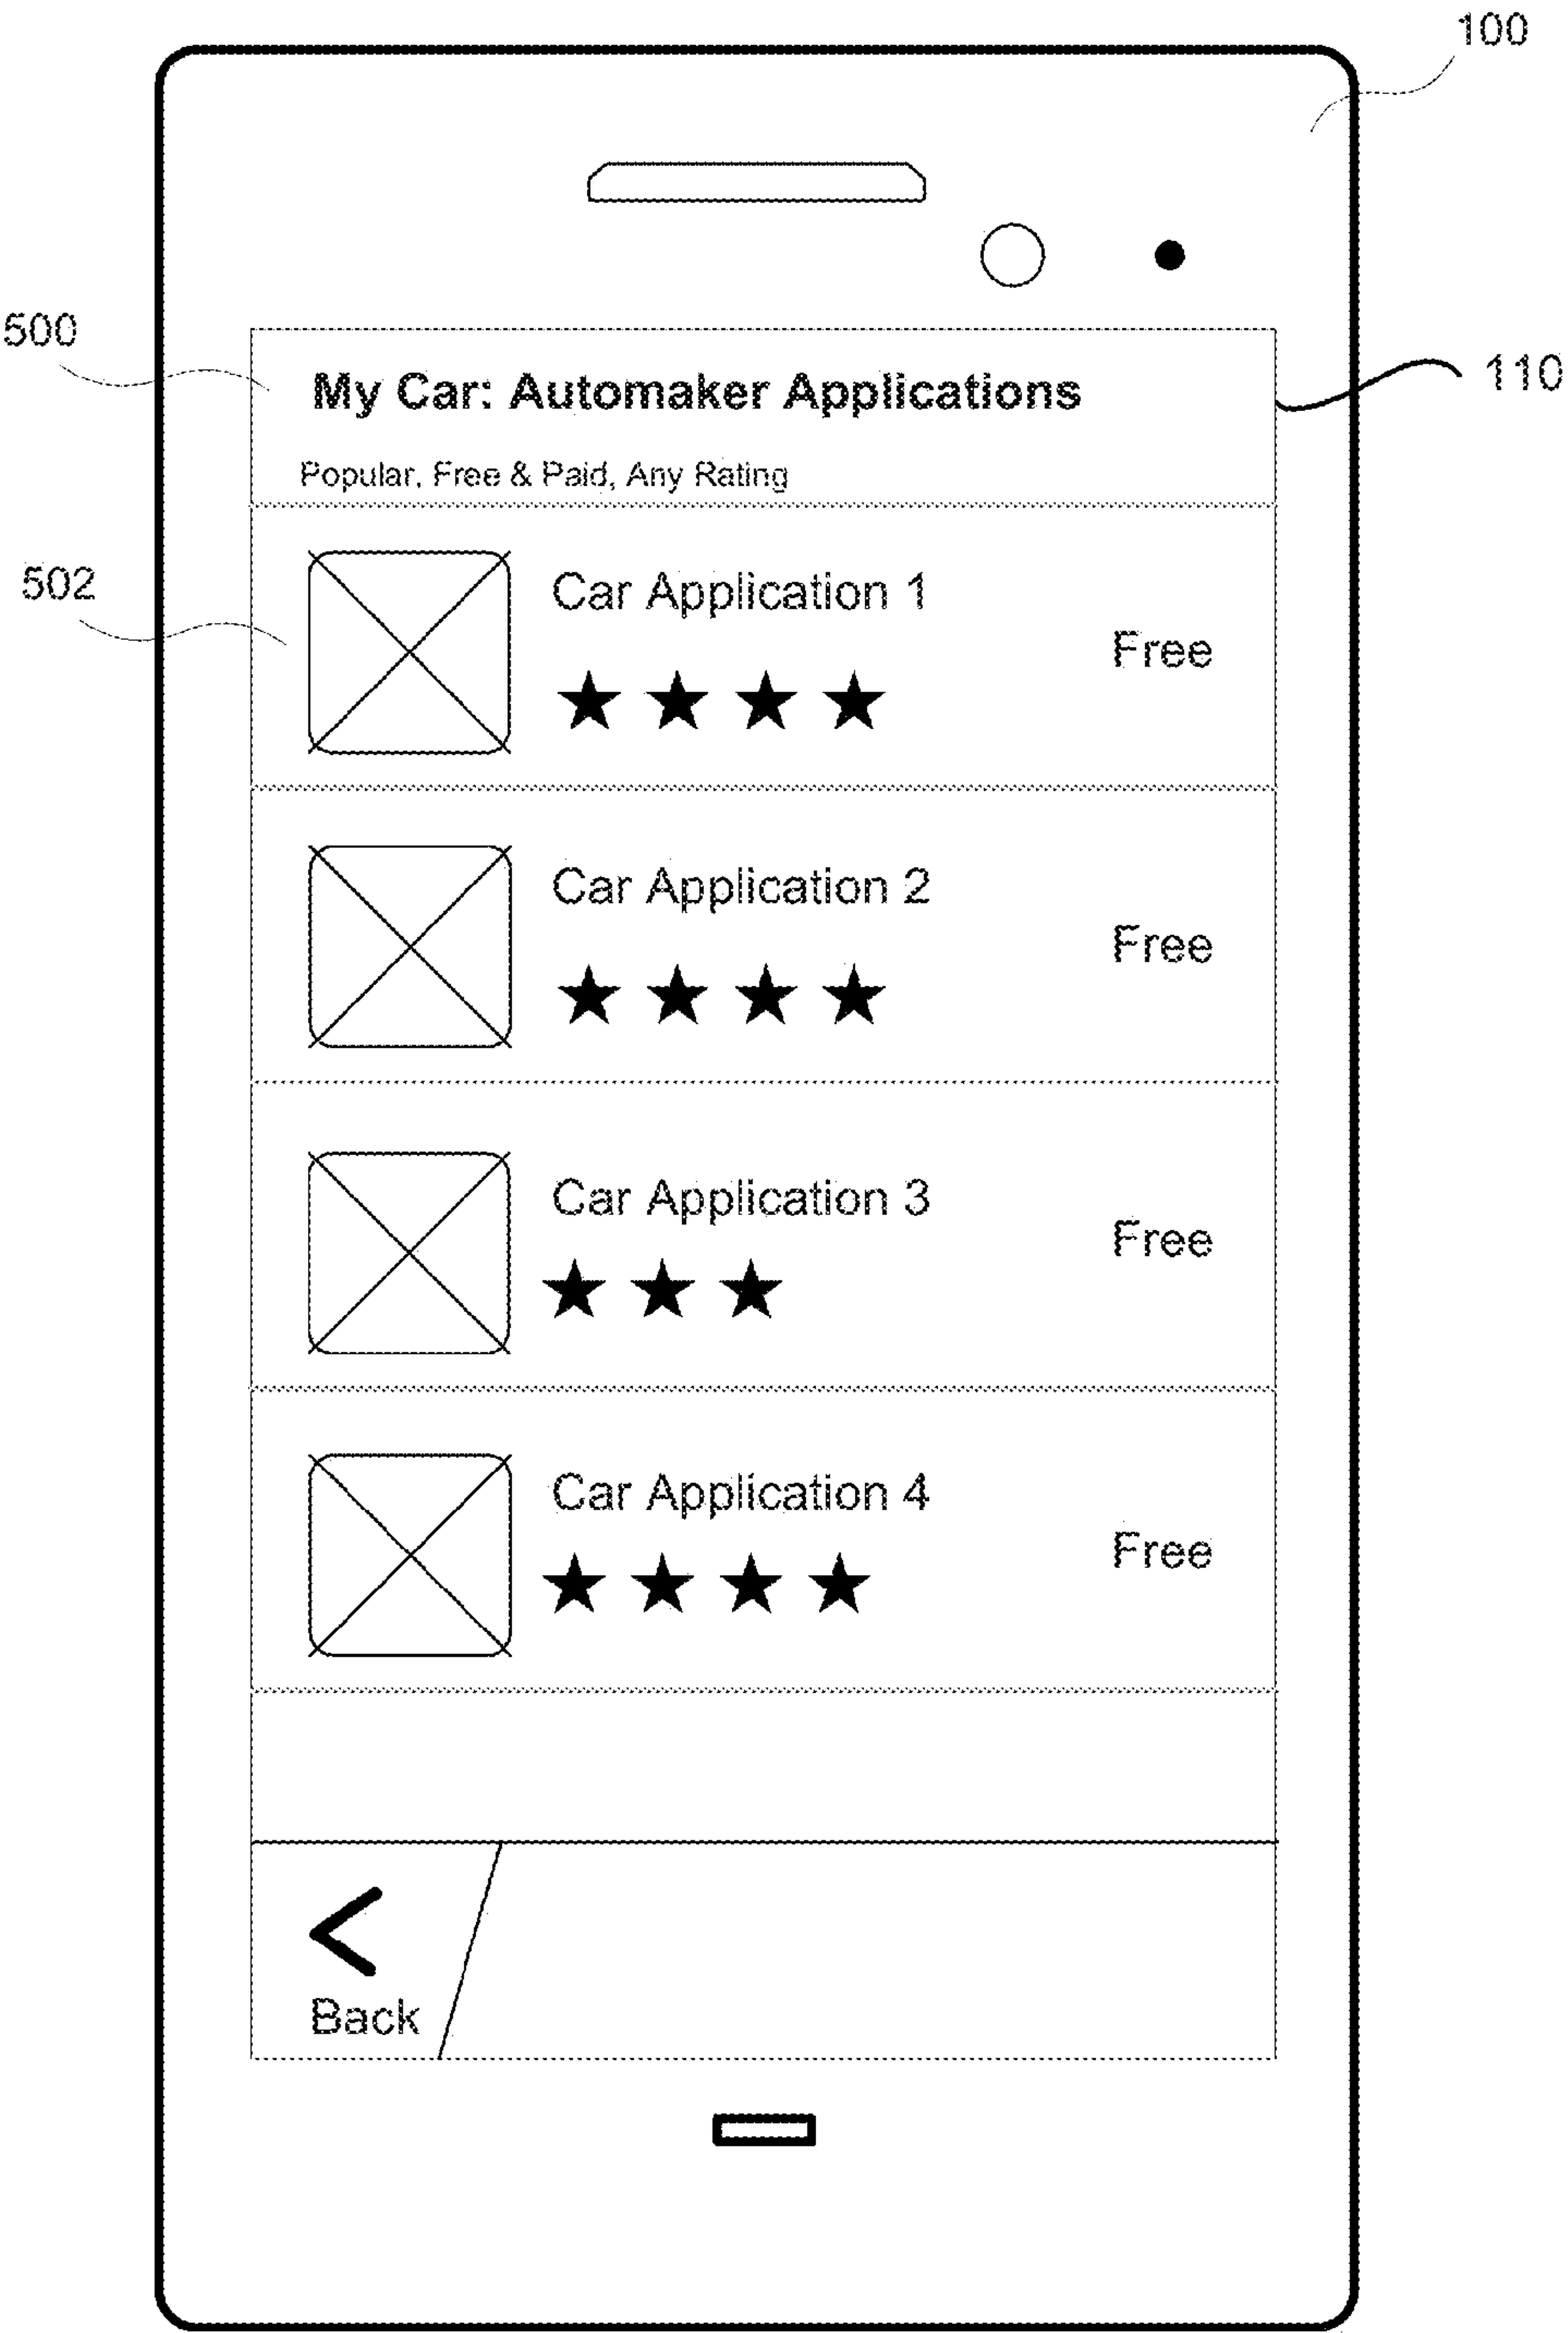 100
500
My Car: Automaker Applications
110
Popular, Free & Paid, Any Rating
502
Car Application 1
Free
Car Application 2
Free
Car Application 3
Free
Car Application 4
Free
Back